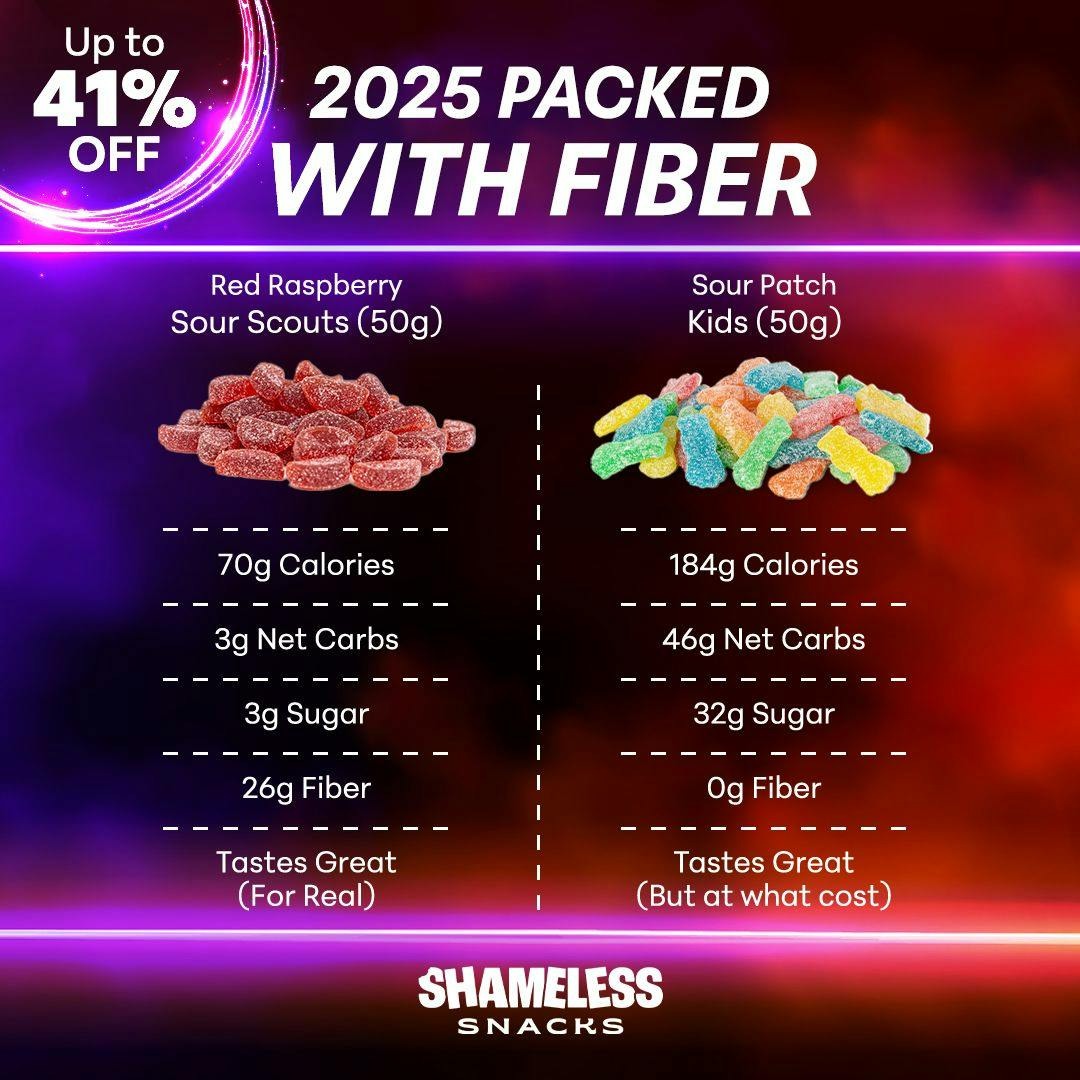 Up to
41%
OFF
2025 PACKED
WITH FIBER
Red Raspberry
Sour Scouts (50g)
70g Calories
3g Net Carbs
3g Sugar
26g Fiber
Tastes Great
(For Real)
Sour Patch
Kids (50g)
184g Calories
46g Net Carbs
32g Sugar
0g Fiber
Tastes Great
(But at what cost)
SHAMELESS
SNACKS